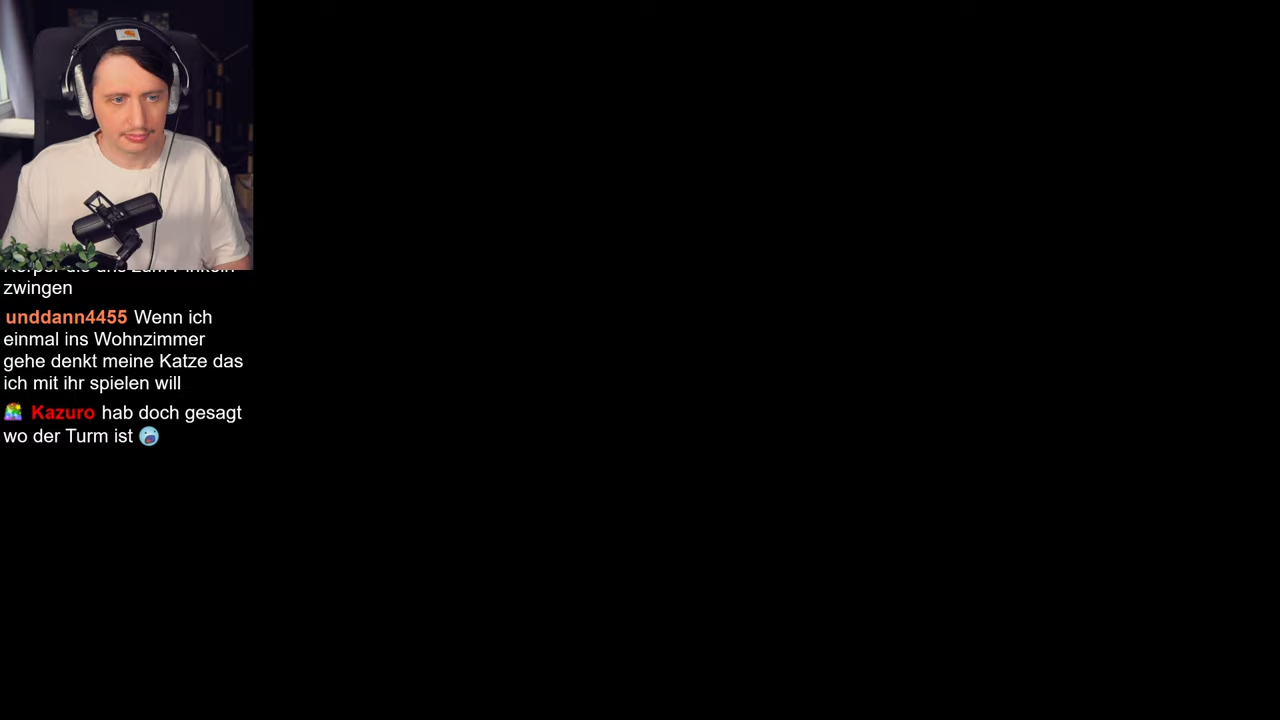 zwingen
unddann4455 Wenn ich
einmal ins Wohnzimmer
gehe denkt meine Katze das
ich mit ihr spielen will
Kazuro hab doch gesagt
wo der Turm ist